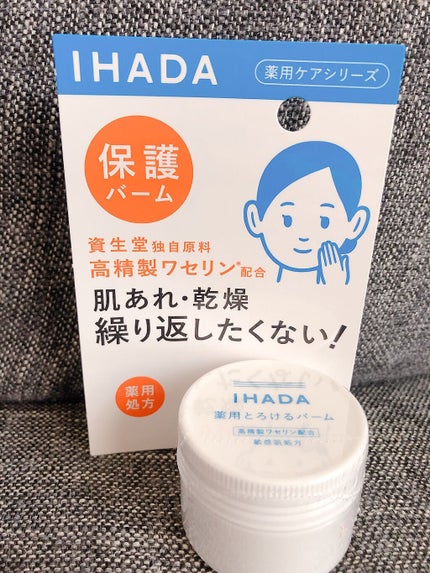 IHADA
薬用ケアシリーズ
保護
バーム
資生堂独自原料
高精製ワセリン*配合
肌あれ・乾燥
繰り返したくない!
薬用
処方
IHADA
薬用とろけるバーム
高精製ワセリン配合
敏感肌処方